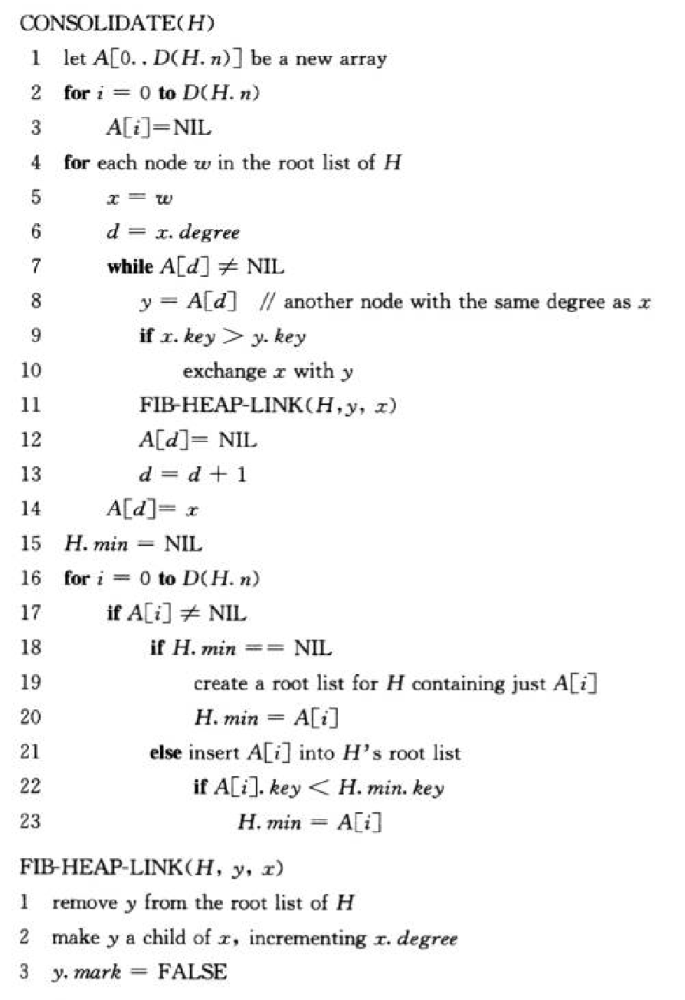 CONSOLIDATE(H)
1 let A[0..D(H.n)] be a new array
2 for i = 0 to D(H.n)
3 A[i]=NIL
4 for each node w in the root list of H
5 x = w
6 d = x.degree
7 while A[d] ≠ NIL
8 y = A[d] // another node with the same degree as x
9 if x.key > y.key
10 exchange x with y
11 FIB-HEAP-LINK(H,y, x)
12 A[d]= NIL
13 d = d + 1
14 A[d]= x
15 H.min = NIL
16 for i = 0 to D(H.n)
17 if A[i] ≠ NIL
18 if H.min == NIL
19 create a root list for H containing just A[i]
20 H.min = A[i]
21 else insert A[i] into H's root list
22 if A[i].key < H.min.key
23 H.min = A[i]
FIB-HEAP-LINK(H, y, x)
1 remove y from the root list of H
2 make y a child of x, incrementing x.degree
3 y.mark = FALSE